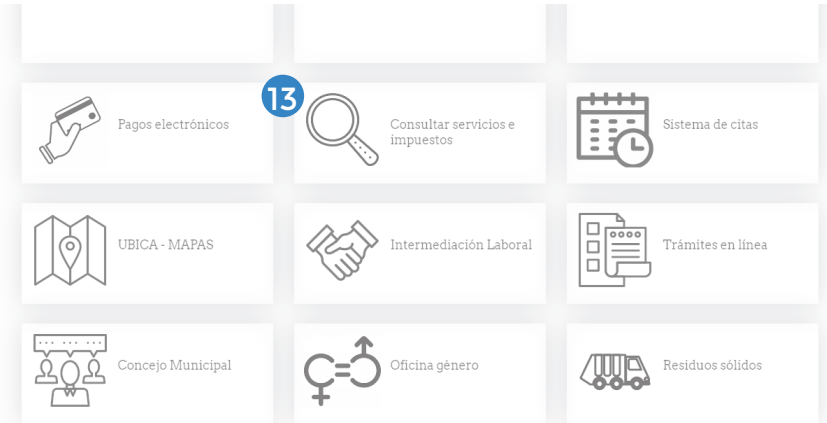 Pagos electrónicos
13
Consultar servicios e
impuestos
Sistema de citas
UBICA - MAPAS
Intermediación Laboral
Trámites en línea
Concejo Municipal
Oficina género
Residuos sólidos